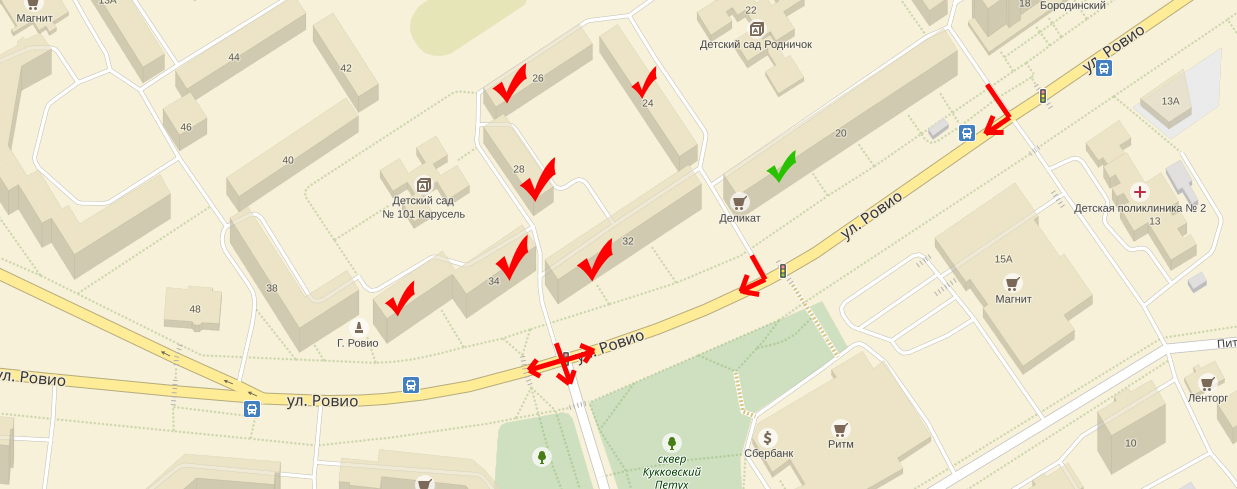 Магнит
44
42
46
40
26
24
22
Детский сад Родничок
18
Бородинский
ул. Ровио
20
13А
28
Детский сад
№ 101 Карусель
Деликат
ул. Ровио
Детская поликлиника № 2
13
32
34
38
48
Г. Ровио
15А
Магнит
ул. Ровио
ул. Ровио
ул. Ровио
Пит
Ленторг
10
Ритм
Сбербанк
сквер
Кукковский
Петух